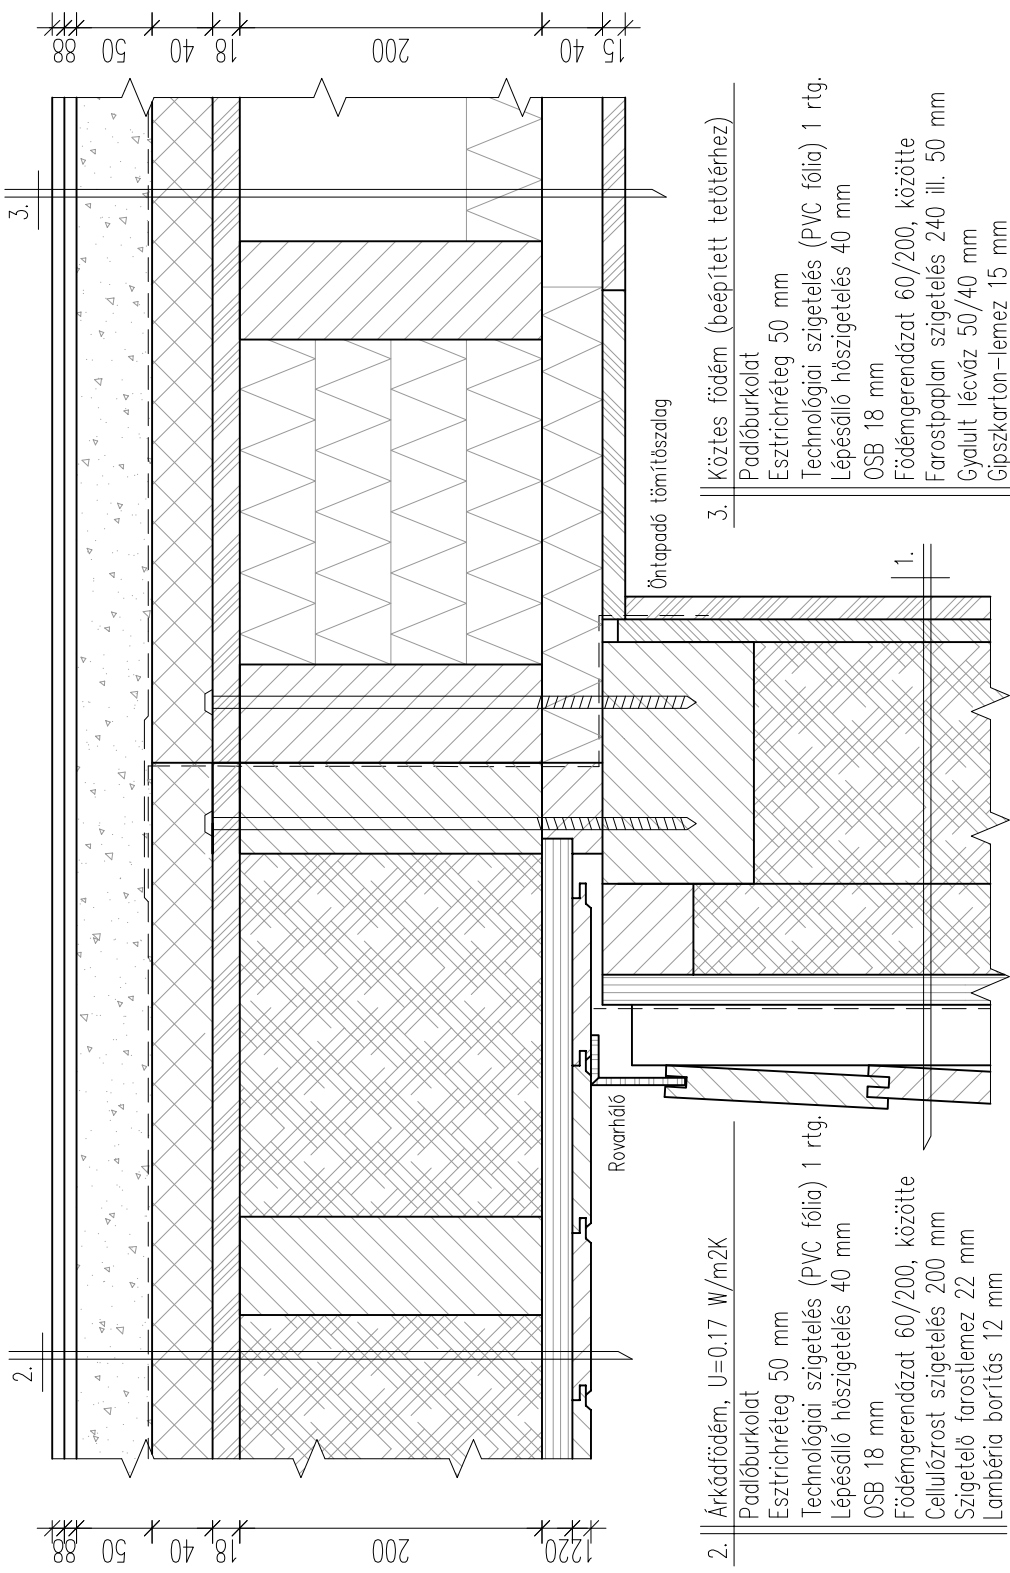 88
50
40
18
200
40
15
3.
2.
88
50
40
18
200
20
12
Öntapadó tömítőszalag
Rovarháló
1.
2. Árkádfödém, U=0.17 W/m2K
Padlóburkolat
Esztrichréteg 50 mm
Technológiai szigetelés (PVC fólia) 1 rtg.
Lépésálló hőszigetelés 40 mm
OSB 18 mm
Födémgerendázat 60/200, közötte
Cellulózrost szigetelés 200 mm
Szigetelő farostlemez 22 mm
Lambéria borítás 12 mm
3. Köztes födém (beépített tetőtérhez)
Padlóburkolat
Esztrichréteg 50 mm
Technológiai szigetelés (PVC fólia) 1 rtg.
Lépésálló hőszigetelés 40 mm
OSB 18 mm
Födémgerendázat 60/200, közötte
Farostpaplan szigetelés 240 ill. 50 mm
Gyalult lécváz 50/40 mm
Gipszkarton-lemez 15 mm